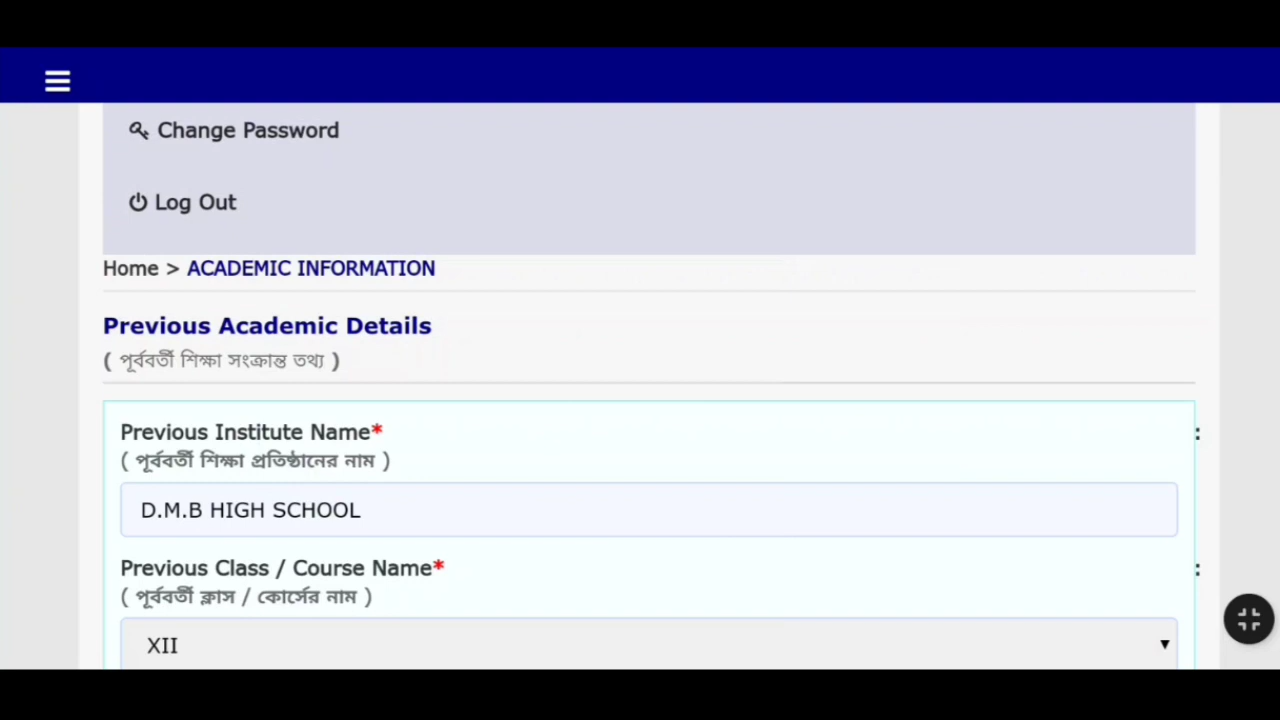 Change Password
Log Out
Home > ACADEMIC INFORMATION
Previous Academic Details
( পূর্ববর্তী শিক্ষা সংক্রান্ত তথ্য )
Previous Institute Name* :
( পূর্ববর্তী শিক্ষা প্রতিষ্ঠানের নাম )
D.M.B HIGH SCHOOL
Previous Class / Course Name* :
( পূর্ববর্তী ক্লাস / কোর্সের নাম )
XII